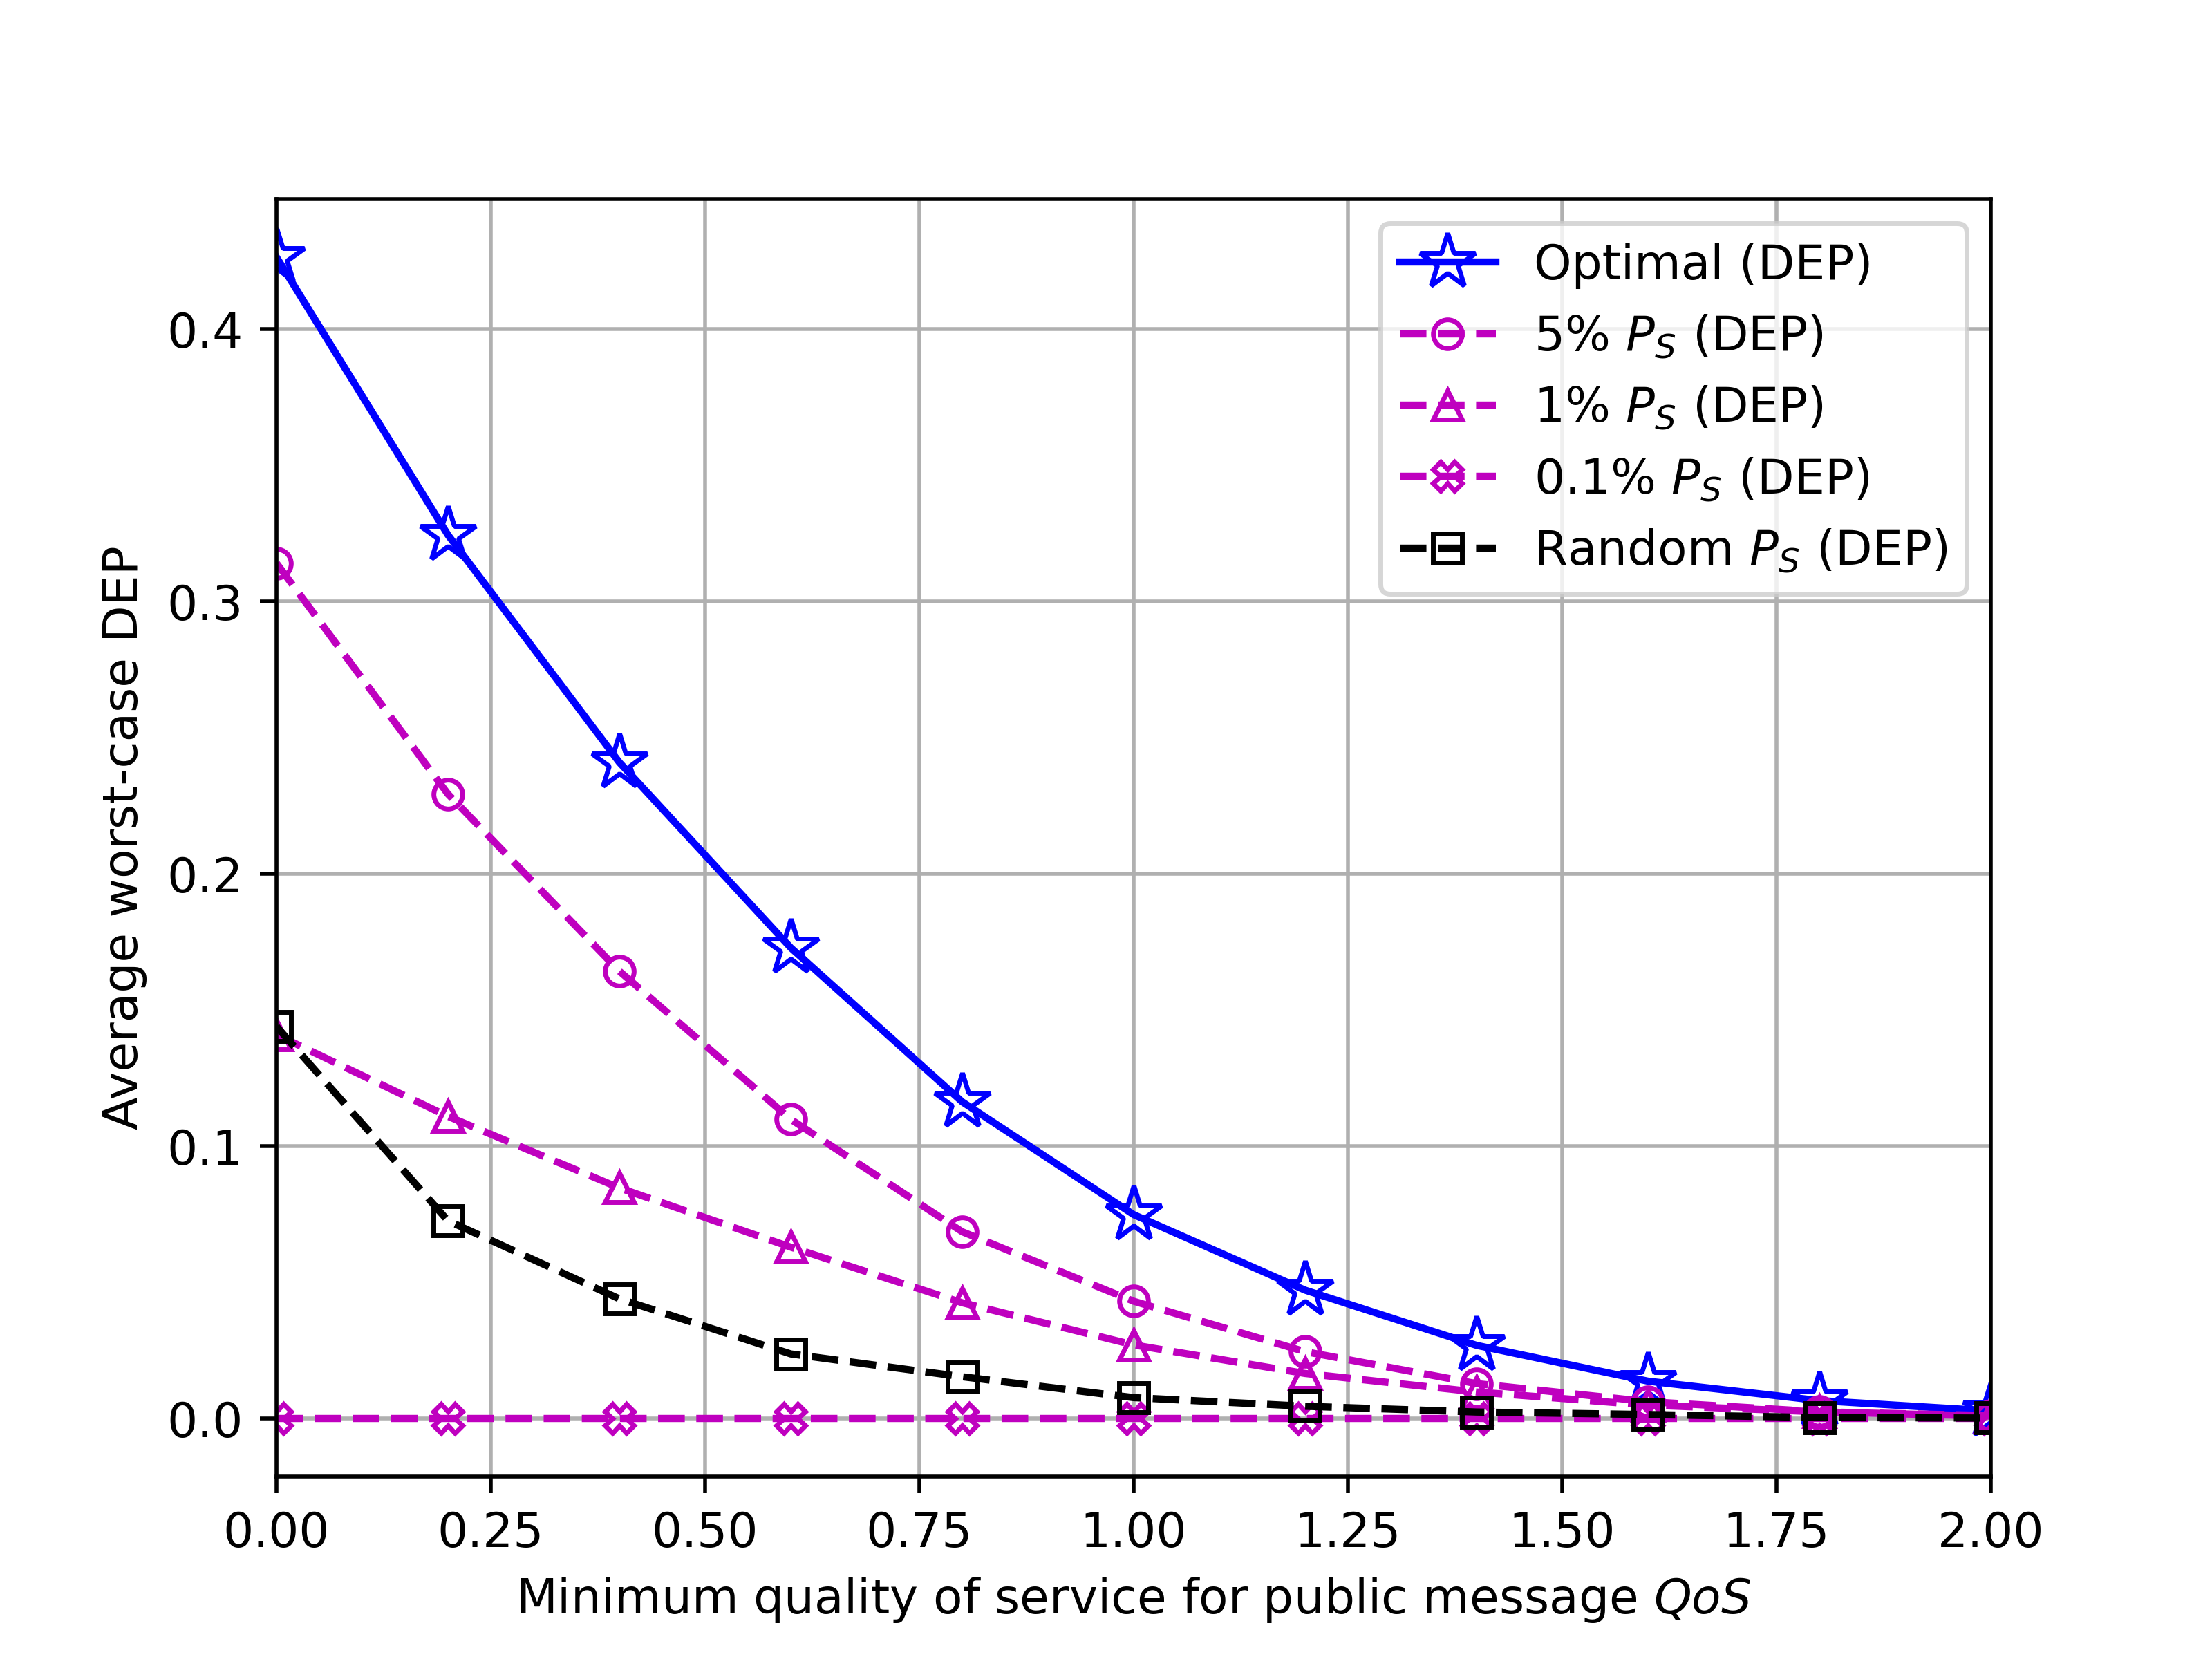 Optimal (DEP)
5% P_S (DEP)
1% P_S (DEP)
0.1% P_S (DEP)
Random P_S (DEP)
Average worst-case DEP
0.4
0.3
0.2
0.1
0.0
0.00 0.25 0.50 0.75 1.00 1.25 1.50 1.75 2.00
Minimum quality of service for public message QoS